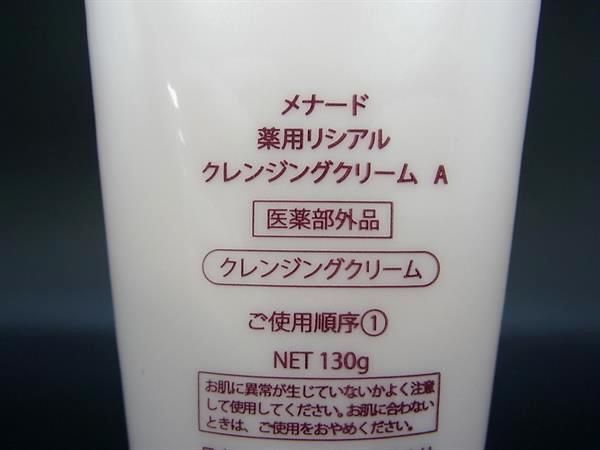 メナード
薬用リシアル
クレンジングクリーム A
医薬部外品
クレンジングクリーム
ご使用順序①
NET 130g
お肌に異常が生じていないかよく注意
して使用してください。お肌に合わない
ときは、ご使用をおやめください。